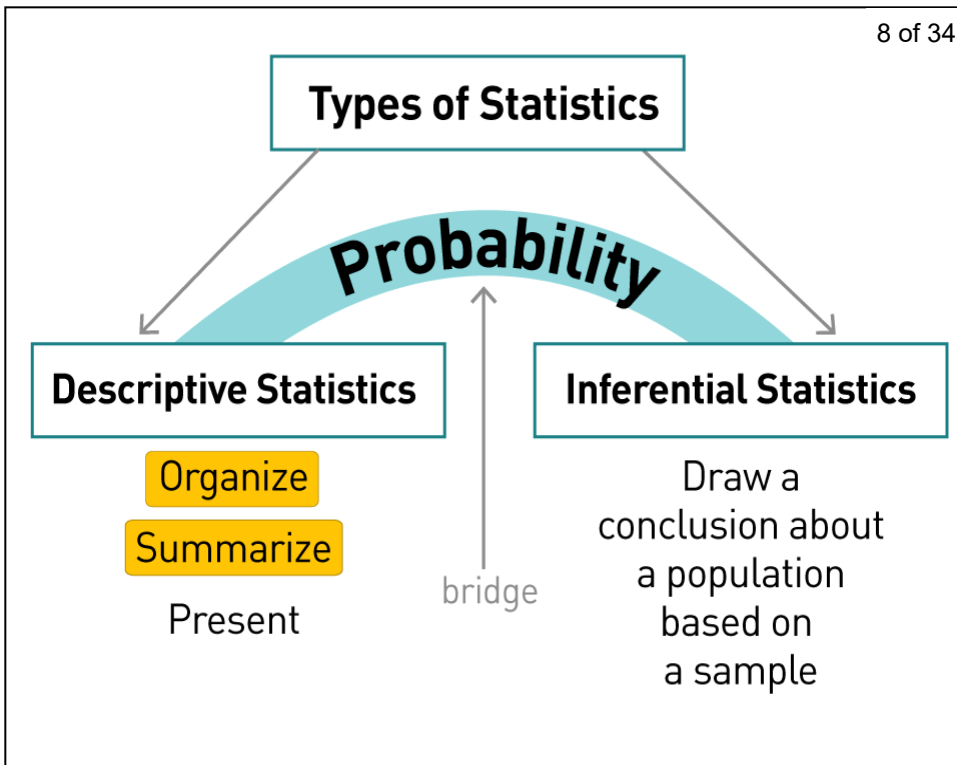 8 of 34
Types of Statistics
Probability
Descriptive Statistics
Organize
Summarize
Present
bridge
Inferential Statistics
Draw a
conclusion about
a population
based on
a sample